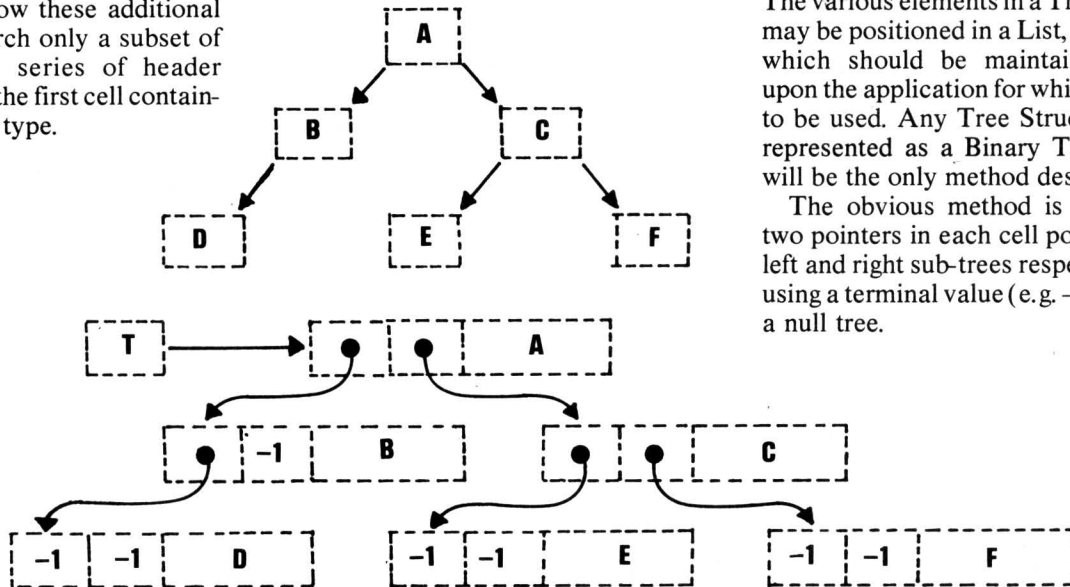 ow these additional
rch only a subset of
series of header
the first cell contain-
type.
A
B C
D E F
The various elements in a T
may be positioned in a List,
which should be maintai
upon the application for whi
to be used. Any Tree Struc
represented as a Binary T
will be the only method des
The obvious method is
two pointers in each cell po
left and right sub-trees respe
using a terminal value (e.g. –
a null tree.
T A
-1 B C
-1 -1 D -1 -1 E -1 -1 F